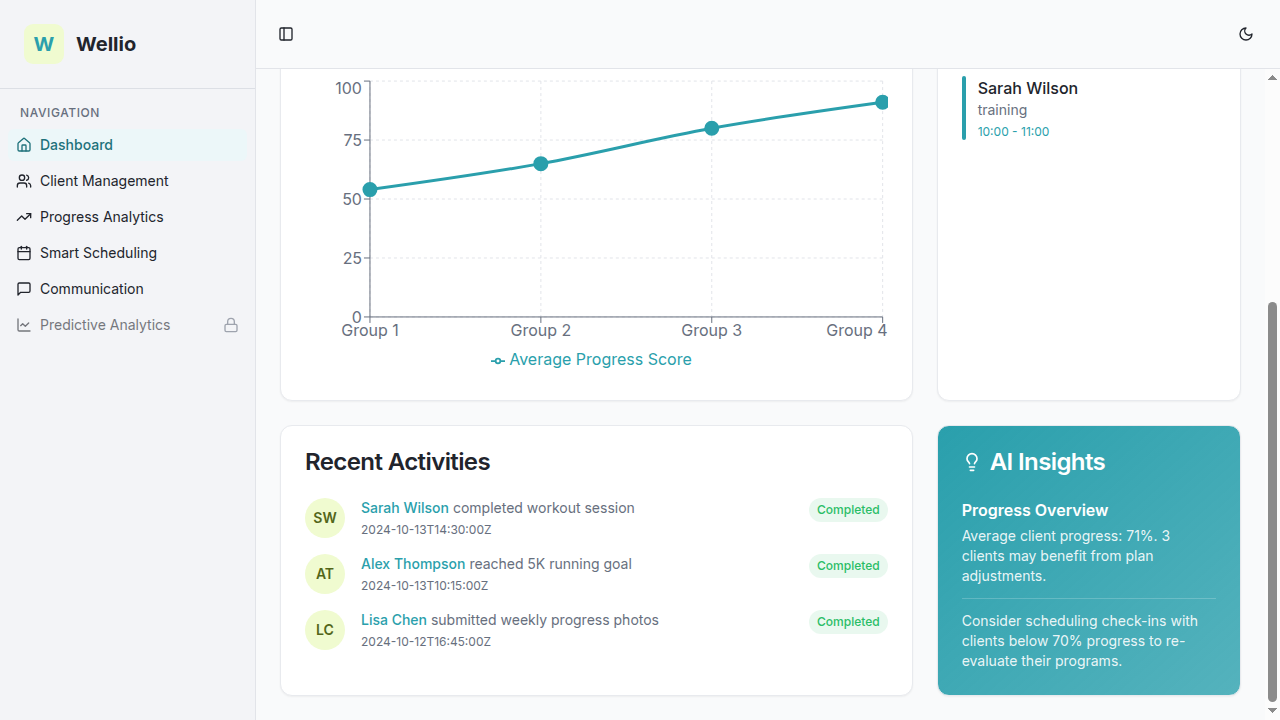 W Wellio
NAVIGATION
Dashboard
Client Management
Progress Analytics
Smart Scheduling
Communication
Predictive Analytics
100
75
50
25
0
Group 1 Group 2 Group 3 Group 4
Average Progress Score
Sarah Wilson
training
10:00 - 11:00
Recent Activities
SW Sarah Wilson completed workout session Completed
2024-10-13T14:30:00Z
AT Alex Thompson reached 5K running goal Completed
2024-10-13T10:15:00Z
LC Lisa Chen submitted weekly progress photos Completed
2024-10-12T16:45:00Z
AI Insights
Progress Overview
Average client progress: 71%. 3
clients may benefit from plan
adjustments.
Consider scheduling check-ins with
clients below 70% progress to re-
evaluate their programs.